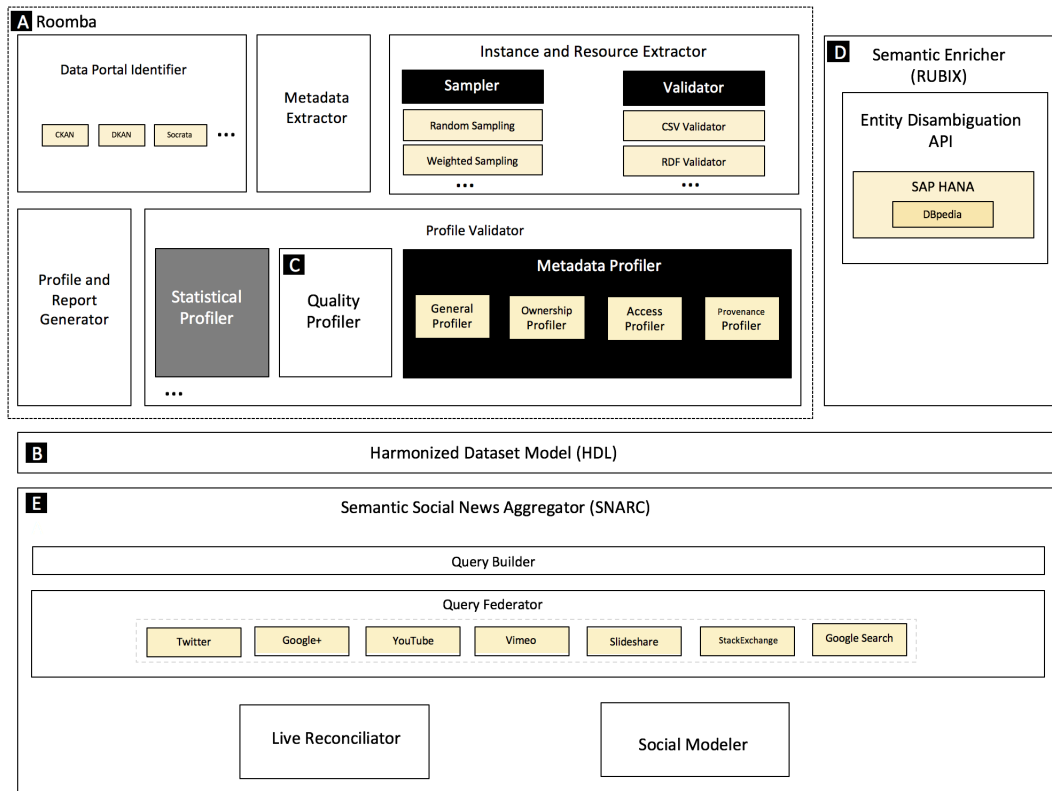 A Roomba
Data Portal Identifier
CKAN
DKAN
Socrata
...
Metadata
Extractor
Instance and Resource Extractor
Sampler
Random Sampling
Weighted Sampling
...
Validator
CSV Validator
RDF Validator
...
D
Semantic Enricher
(RUBIX)
Entity Disambiguation
API
SAP HANA
DBpedia
Profile and
Report
Generator
Profile Validator
Statistical
Profiler
...
C
Quality
Profiler
Metadata Profiler
General
Profiler
Ownership
Profiler
Access
Profiler
Provenance
Profiler
B
Harmonized Dataset Model (HDL)
E
Semantic Social News Aggregator (SNARC)
Query Builder
Query Federator
Twitter
Google+
YouTube
Vimeo
Slideshare
StackExchange
Google Search
Live Reconciliator
Social Modeler